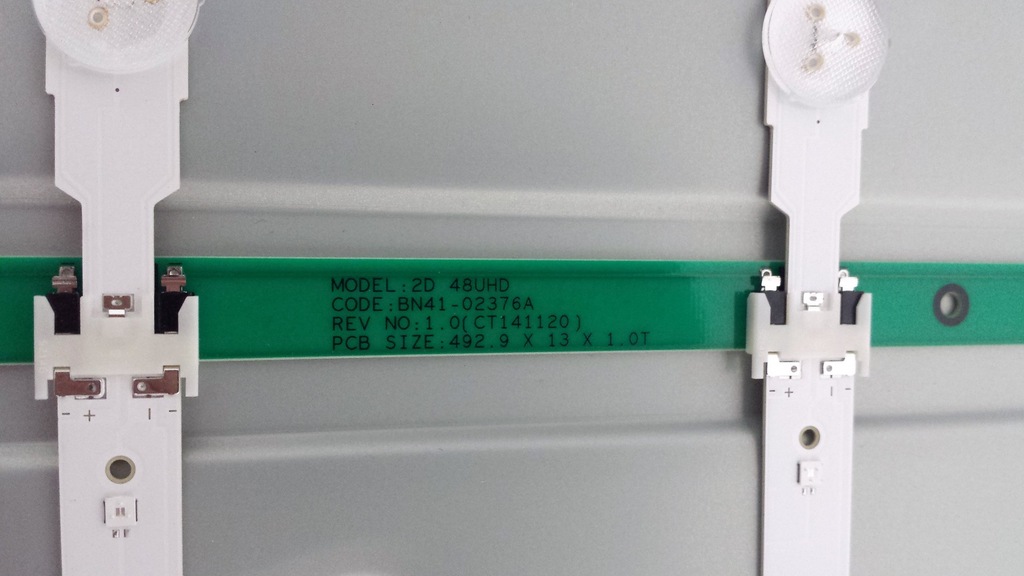 MODEL:2D 48UHD
CODE:BN41-02376A
REV NO:1.0(CT141120)
PCB SIZE:492.9 X 13 X 1.0T
- + | -
- + | -